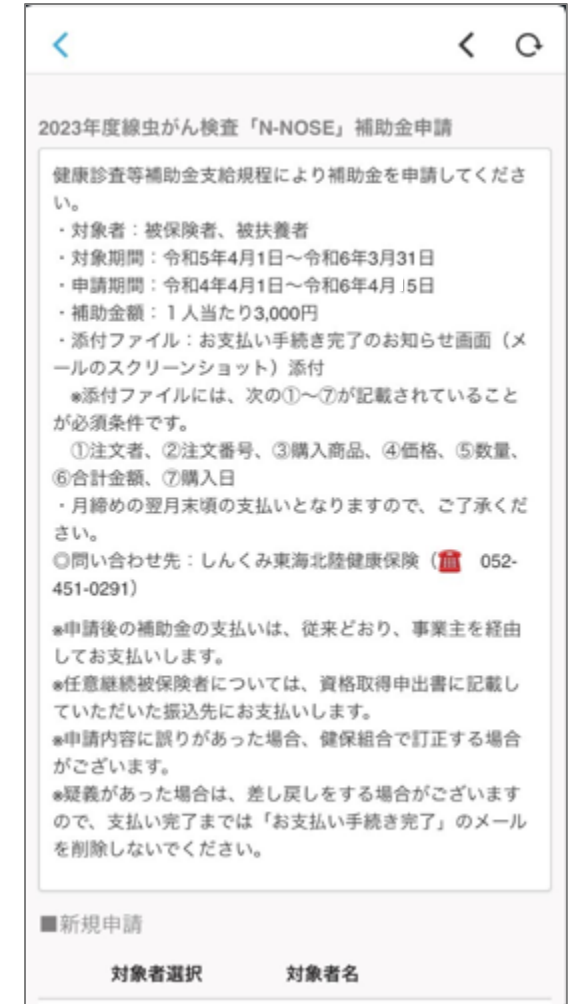 2023年度線虫がん検査「N-NOSE」補助金申請
健康診査等補助金支給規程により補助金を申請してくださ
い。
・対象者：被保険者、被扶養者
・対象期間：令和5年4月1日～令和6年3月31日
・申請期間：令和4年4月1日～令和6年4月15日
・補助金額：１人当たり3,000円
・添付ファイル：お支払い手続き完了のお知らせ画面（メ
ールのスクリーンショット）添付
※添付ファイルには、次の①～⑦が記載されていること
が必須条件です。
①注文者、②注文番号、③購入商品、④価格、⑤数量、
⑥合計金額、⑦購入日
・月締めの翌月末頃の支払いとなりますので、ご了承くだ
さい。
◎問い合わせ先：しんくみ東海北陸健康保険（☎ 052-
451-0291）
※申請後の補助金の支払いは、従来どおり、事業主を経由
してお支払いします。
※任意継続被保険者については、資格取得申出書に記載し
ていただいた振込先にお支払いします。
※申請内容に誤りがあった場合、健保組合で訂正する場合
がございます。
※疑義があった場合は、差し戻しをする場合がございます
ので、支払い完了までは「お支払い手続き完了」のメール
を削除しないでください。
■新規申請
対象者選択 対象者名